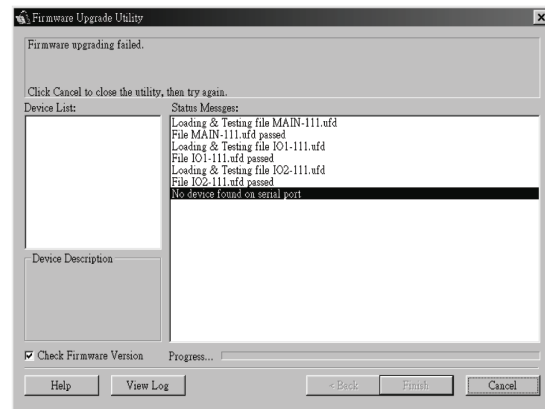 Firmware Upgrade Utility
Firmware upgrading failed.
Click Cancel to close the utility, then try again.
Device List:
Status Messges:
Loading & Testing file MAIN-111.ufd
File MAIN-111.ufd passed
Loading & Testing file IO1-111.ufd
File IO1-111.ufd passed
Loading & Testing file IO2-111.ufd
File IO2-111.ufd passed
No device found on serial port
Device Description
Check Firmware Version
Progress...
Help
View Log
< Back
Finish
Cancel